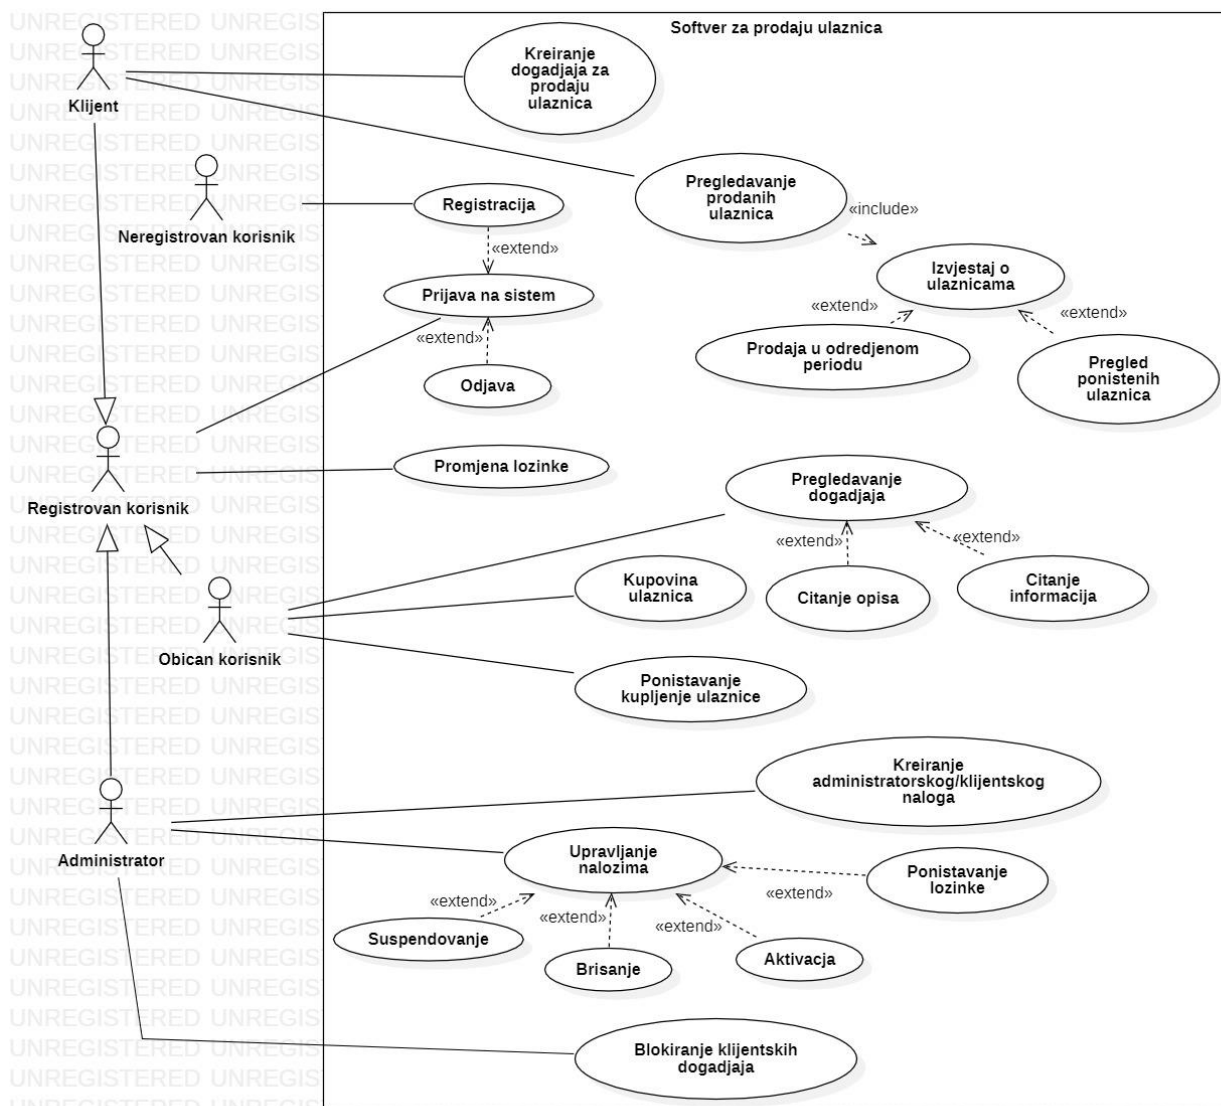 Softver za prodaju ulaznica
Klijent
Kreiranje
dogadjaja za
prodaju
ulaznica
Pregledavanje
prodanih
ulaznica
«include»
Neregistrovan korisnik
Registracija
«extend»
Prijava na sistem
«extend»
Odjava
Izvjestaj o
ulaznicama
«extend»
«extend»
Prodaja u odredjenom
periodu
Pregled
ponistenih
ulaznica
Registrovan korisnik
Promjena lozinke
Pregledavanje
dogadjaja
«extend»
«extend»
Kupovina
ulaznica
Citanje opisa
Citanje
informacija
Obican korisnik
Ponistavanje
kupljenje ulaznice
Kreiranje
administratorskog/klijentskog
naloga
Administrator
Upravljanje
nalozima
Ponistavanje
lozinke
«extend»
«extend»
«extend»
«extend»
Suspendovanje
Brisanje
Aktivacja
Blokiranje klijentskih
dogadjaja
UNREGISTERED UNREGIS